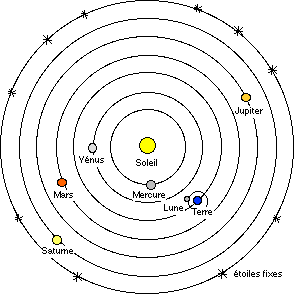 Jupiter
Vénus
Soleil
Mars
Mercure
Lune
Terre
Saturne
étoiles fixes